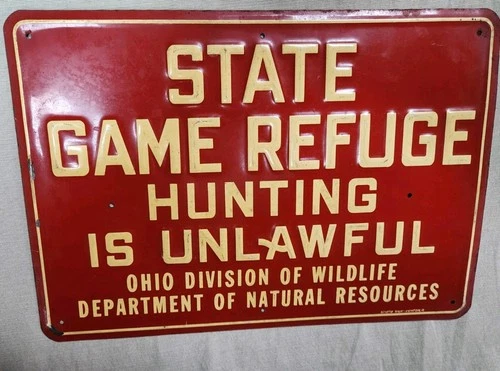 STATE
GAME REFUGE
HUNTING
IS UNLAWFUL
OHIO DIVISION OF WILDLIFE
DEPARTMENT OF NATURAL RESOURCES